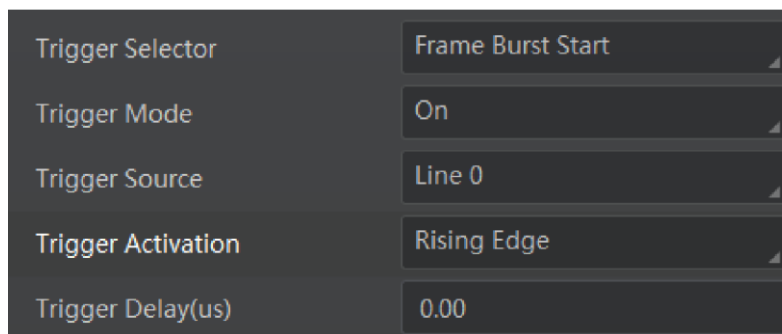 Trigger Selector Frame Burst Start
Trigger Mode On
Trigger Source Line 0
Trigger Activation Rising Edge
Trigger Delay(us) 0.00